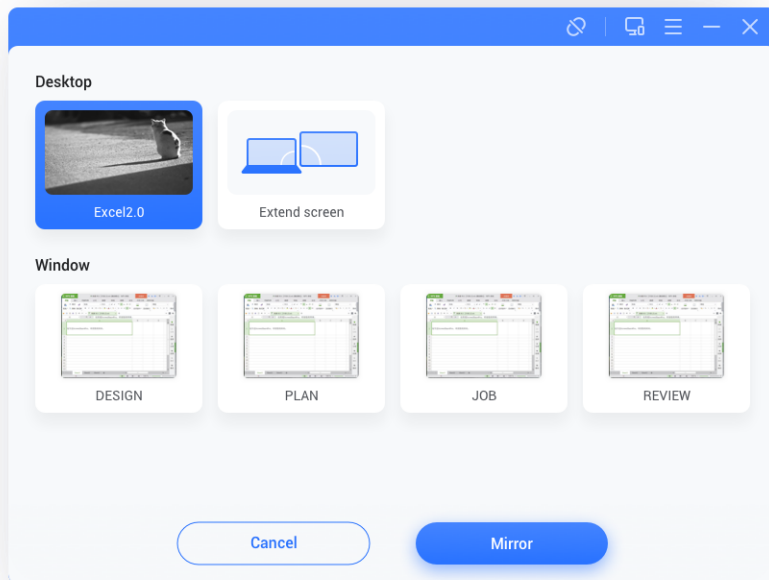 Desktop
Excel2.0
Extend screen
Window
DESIGN
PLAN
JOB
REVIEW
Cancel
Mirror